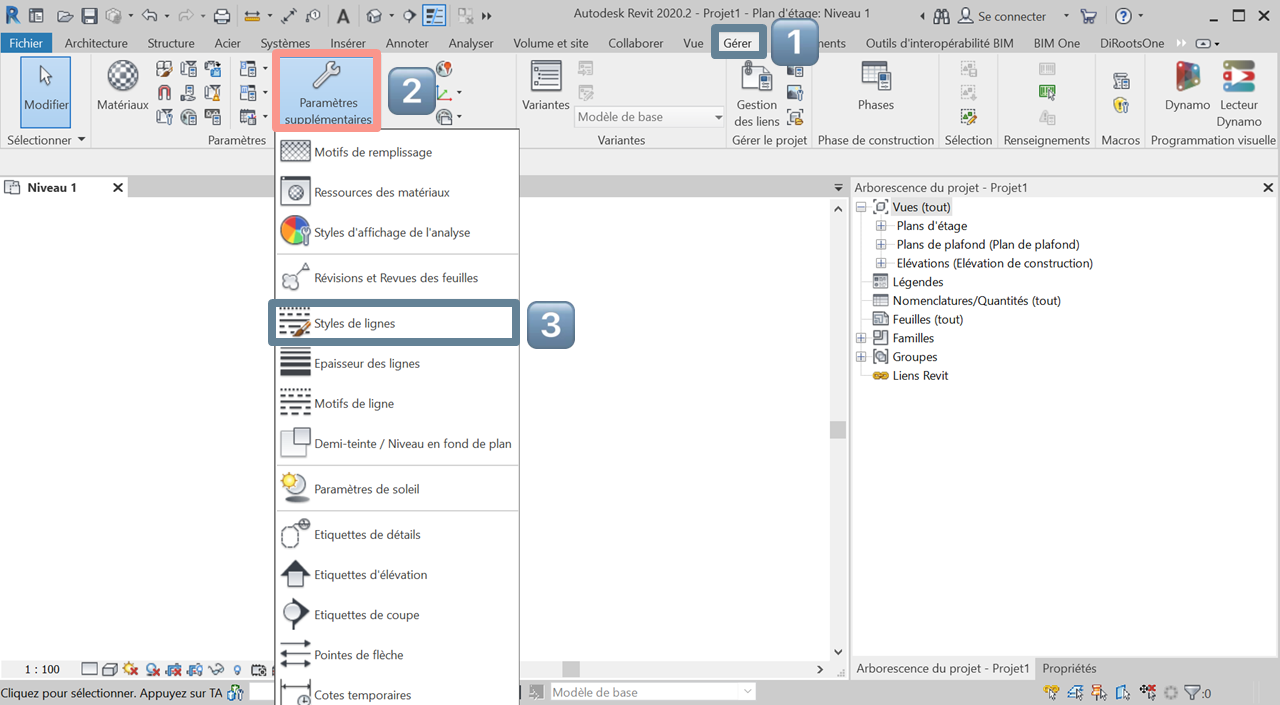 Autodesk Revit 2020.2 - Projet1 - Plan d'étage: Niveau 1
Se connecter
Fichier Architecture Structure Acier Systèmes Insérer Annoter Analyser Volume et site Collaborer Vue Gérer 1 ments Outils d'interopérabilité BIM BIM One DiRootsOne
Modifier
Matériaux
Paramètres
supplémentaires
2
Variantes
Modèle de base
Gestion
des liens
Phases
Dynamo
Lecteur
Dynamo
Sélectionner Paramètres Variantes Gérer le projet Phase de construction Sélection Renseignements Macros Programmation visuelle
Niveau 1
Motifs de remplissage
Ressources des matériaux
Styles d'affichage de l'analyse
Révisions et Revues des feuilles
Styles de lignes
3
Epaisseur des lignes
Motifs de ligne
Demi-teinte / Niveau en fond de plan
Paramètres de soleil
Etiquettes de détails
Etiquettes d'élévation
Etiquettes de coupe
Pointes de flèche
Cotes temporaires
Arborescence du projet - Projet1
Vues (tout)
Plans d'étage
Plans de plafond (Plan de plafond)
Elévations (Elévation de construction)
Légendes
Nomenclatures/Quantités (tout)
Feuilles (tout)
Familles
Groupes
Liens Revit
1 : 100
Arborescence du projet - Projet1 Propriétés
Cliquez pour sélectionner. Appuyez sur TA
Modèle de base
:0